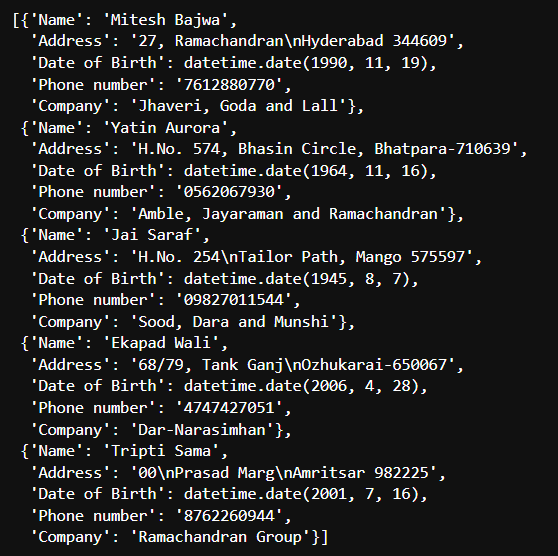 [{'Name': 'Mitesh Bajwa',
'Address': '27, Ramachandran\nHyderabad 344609',
'Date of Birth': datetime.date(1990, 11, 19),
'Phone number': '7612880770',
'Company': 'Jhaveri, Goda and Lall'},
{'Name': 'Yatin Aurora',
'Address': 'H.No. 574, Bhasin Circle, Bhatpara-710639',
'Date of Birth': datetime.date(1964, 11, 16),
'Phone number': '0562067930',
'Company': 'Amble, Jayaraman and Ramachandran'},
{'Name': 'Jai Saraf',
'Address': 'H.No. 254\nTailor Path, Mango 575597',
'Date of Birth': datetime.date(1945, 8, 7),
'Phone number': '09827011544',
'Company': 'Sood, Dara and Munshi'},
{'Name': 'Ekapad Wali',
'Address': '68/79, Tank Ganj\nOzhukarai-650067',
'Date of Birth': datetime.date(2006, 4, 28),
'Phone number': '4747427051',
'Company': 'Dar-Narasimhan'},
{'Name': 'Tripti Sama',
'Address': '00\nPrasad Marg\nAmritsar 982225',
'Date of Birth': datetime.date(2001, 7, 16),
'Phone number': '8762260944',
'Company': 'Ramachandran Group'}]